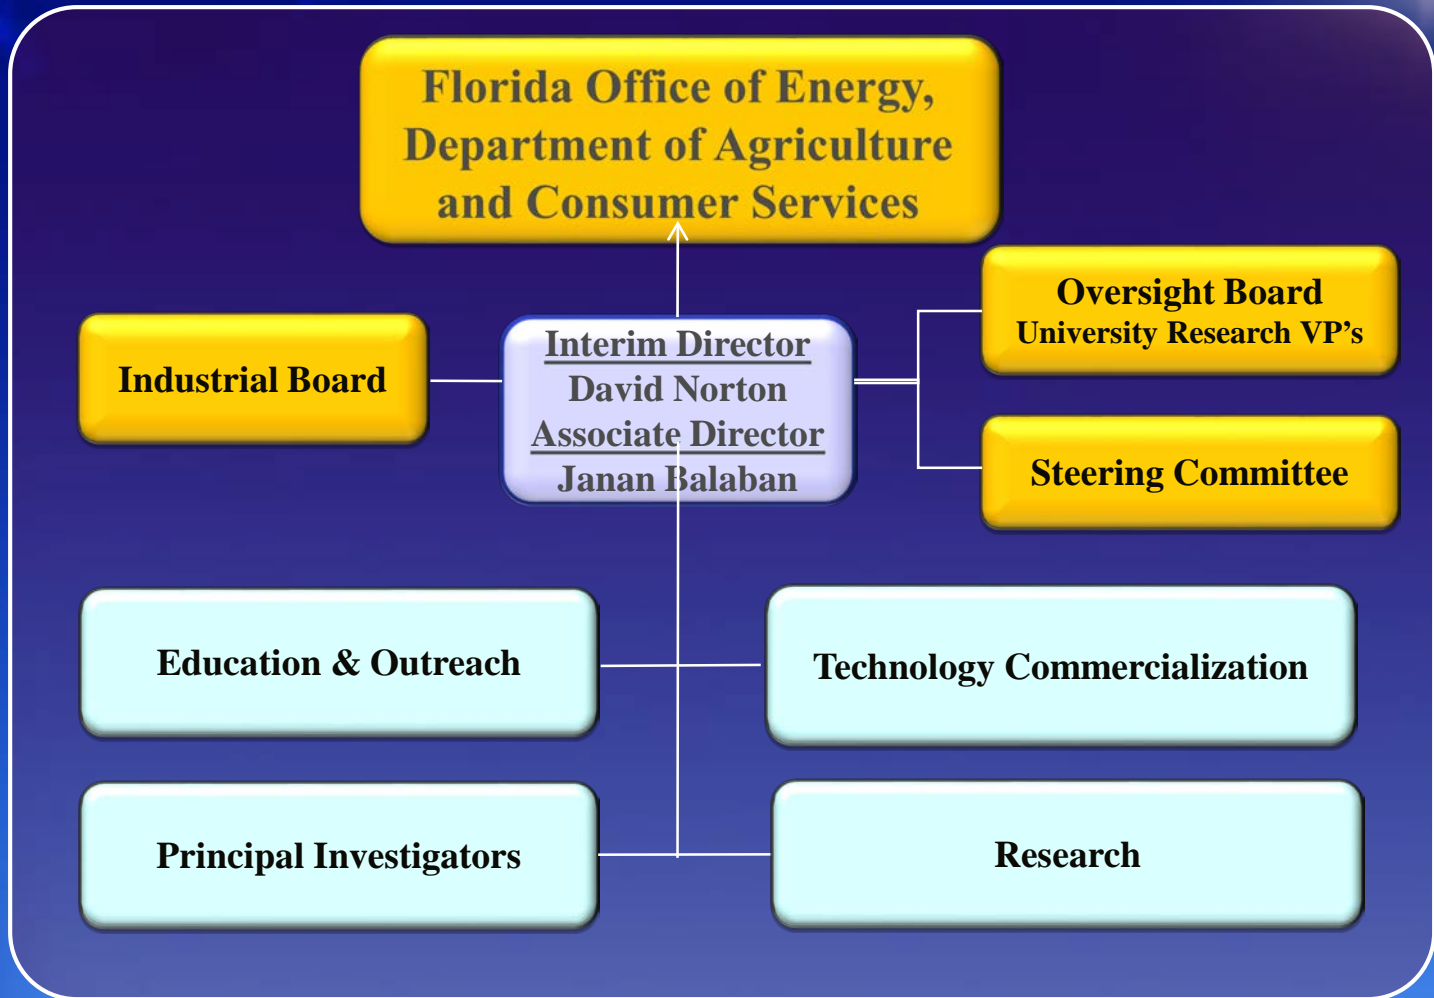 Florida Office of Energy,
Department of Agriculture
and Consumer Services
Oversight Board
University Research VP's
Industrial Board
Interim Director
David Norton
Associate Director
Janan Balaban
Steering Committee
Education & Outreach
Technology Commercialization
Principal Investigators
Research